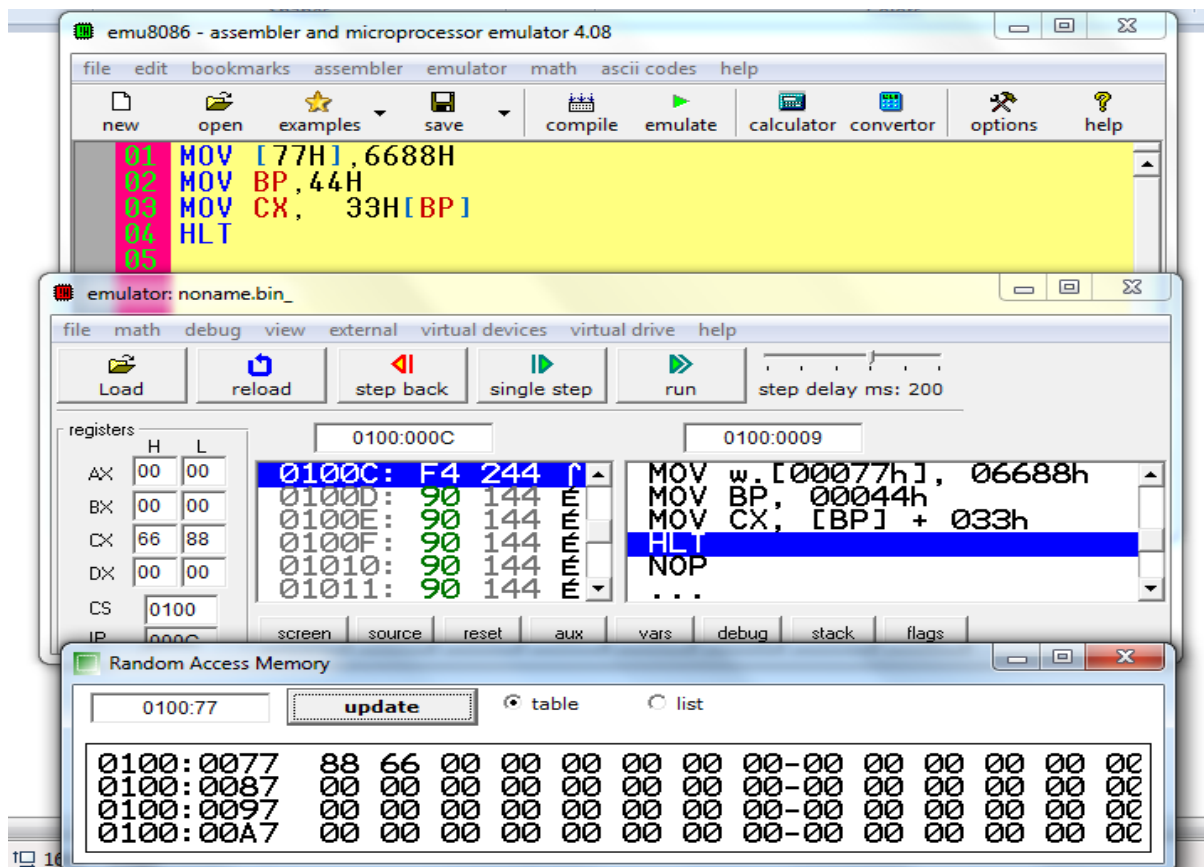 emu8086 - assembler and microprocessor emulator 4.08
file edit bookmarks assembler emulator math ascii codes help
new open examples save compile emulate calculator convertor options help
01 MOV [77H],6688H
02 MOV BP,44H
03 MOV CX, 33H[BP]
04 HLT
05
emulator: noname.bin_
file math debug view external virtual devices virtual drive help
Load reload step back single step run step delay ms: 200
registers H L
0100:000C 0100:0009
AX 00 00
BX 00 00
CX 66 88
DX 00 00
CS 0100
IP 000C
0100C: F4 244 ⌠
0100D: 90 144 É
0100E: 90 144 É
0100F: 90 144 É
01010: 90 144 É
01011: 90 144 É
MOV w.[00077h], 06688h
MOV BP, 00044h
MOV CX, [BP] + 033h
HLT
NOP
...
screen source reset aux vars debug stack flags
Random Access Memory
0100:77 update table list
0100:0077 88 66 00 00 00 00 00 00-00 00 00 00 00 00
0100:0087 00 00 00 00 00 00 00 00-00 00 00 00 00 00
0100:0097 00 00 00 00 00 00 00 00-00 00 00 00 00 00
0100:00A7 00 00 00 00 00 00 00 00-00 00 00 00 00 00